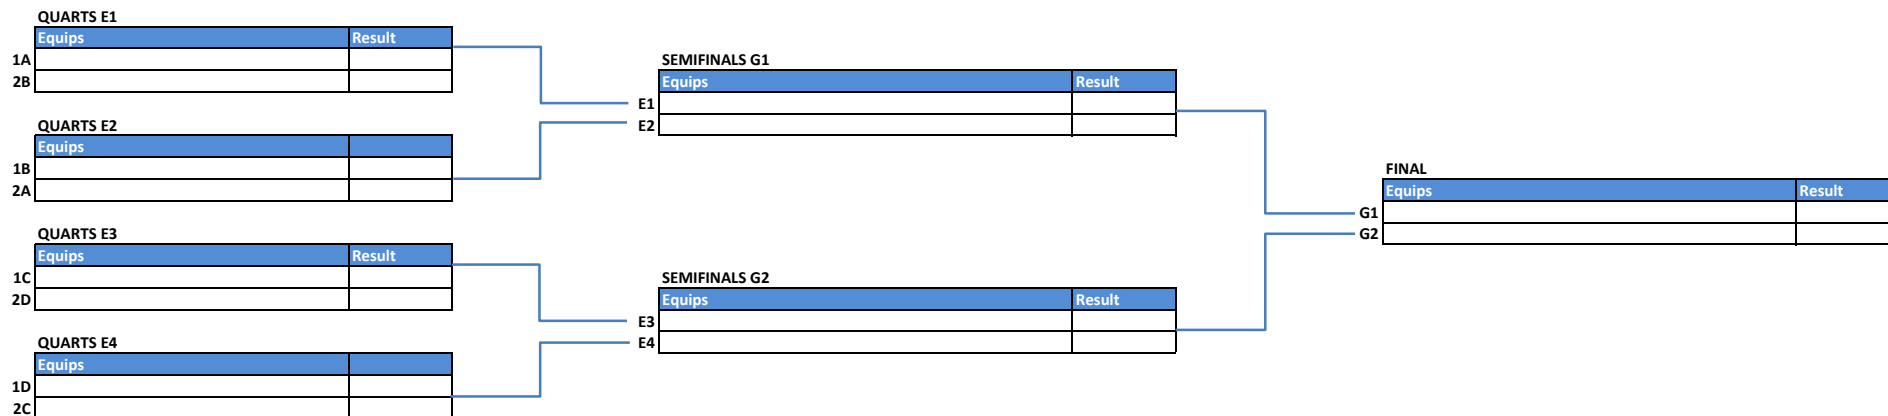 QUARTS E1
Equips Result
1A
2B
QUARTS E2
Equips
1B
2A
QUARTS E3
Equips Result
1C
2D
QUARTS E4
Equips
1D
2C
SEMIFINALS G1
Equips Result
E1
E2
SEMIFINALS G2
Equips Result
E3
E4
FINAL
Equips Result
G1
G2